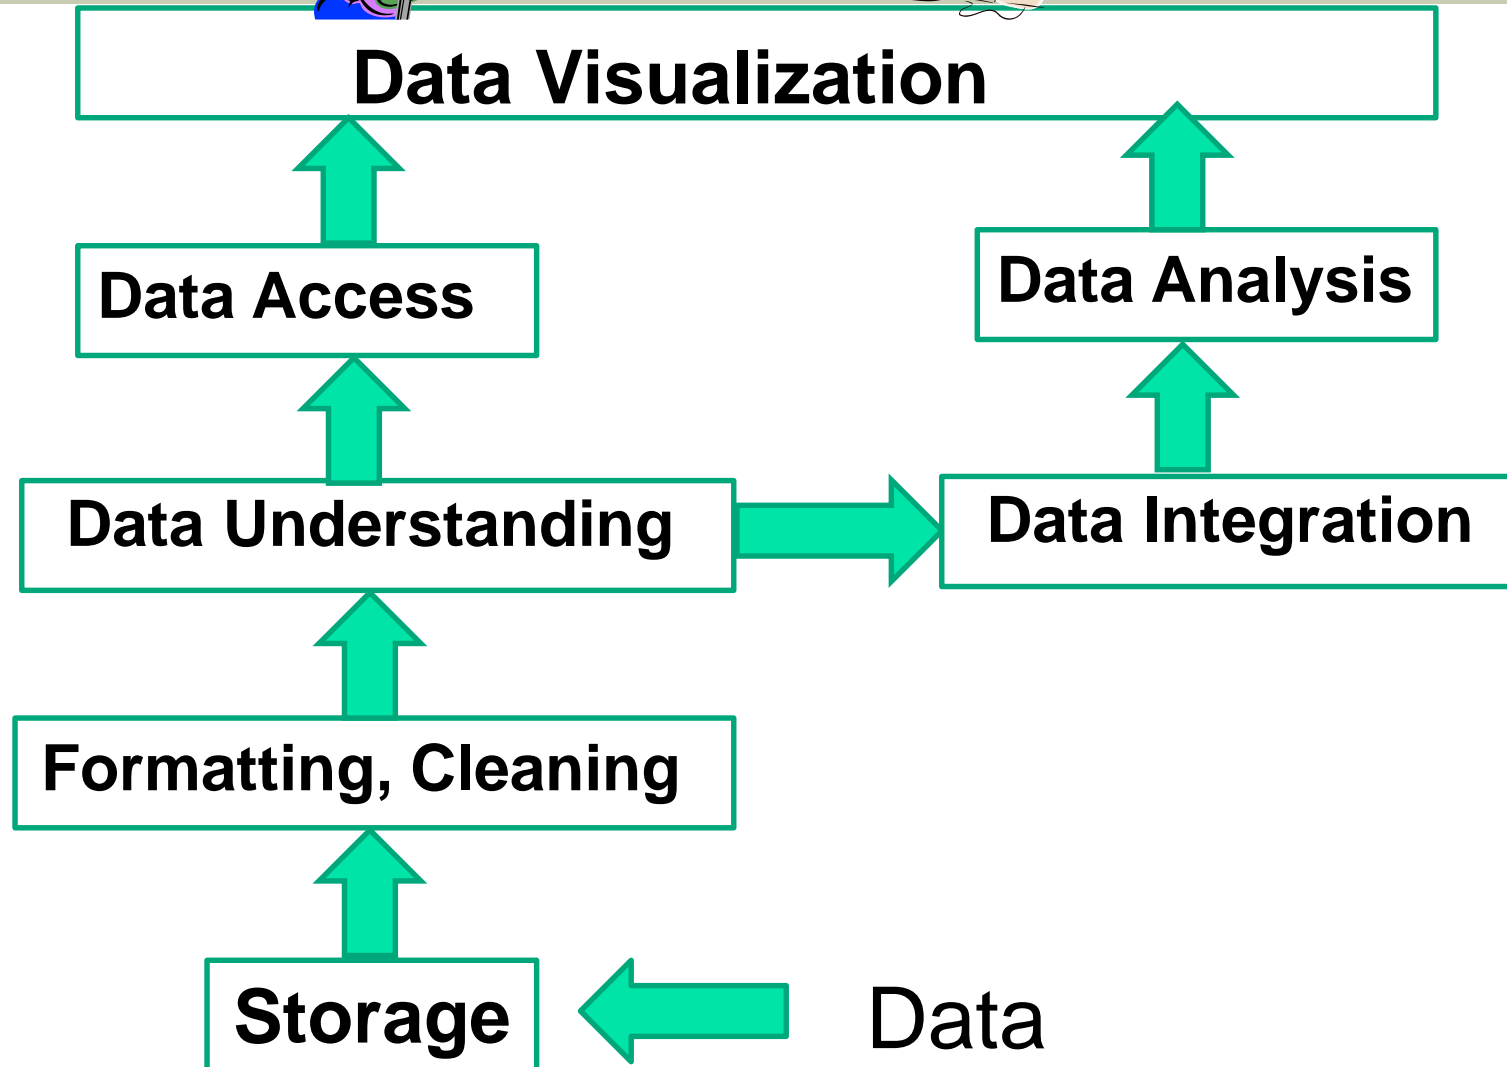 Data Visualization
Data Access
Data Analysis
Data Understanding
Data Integration
Formatting, Cleaning
Storage
Data